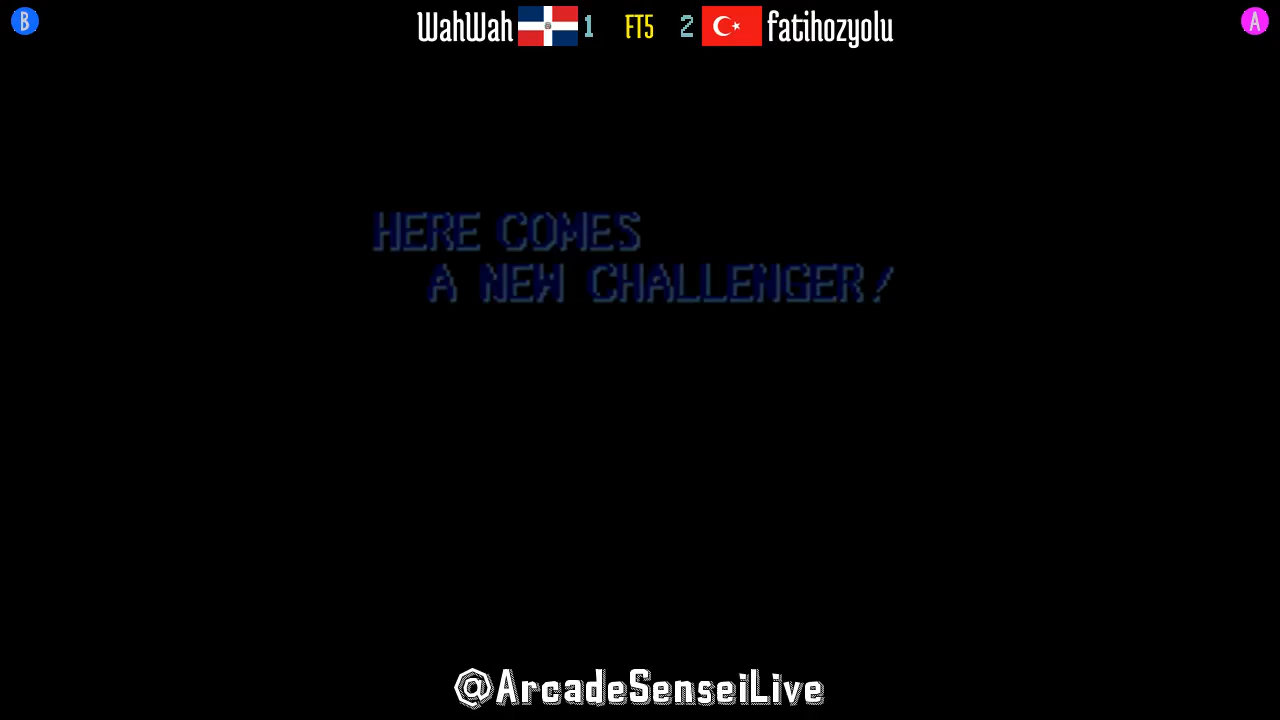 B WahWah 1 FT5 2 fatihozyolu A
HERE COMES
A NEW CHALLENGER!
@ArcadeSenseiLive